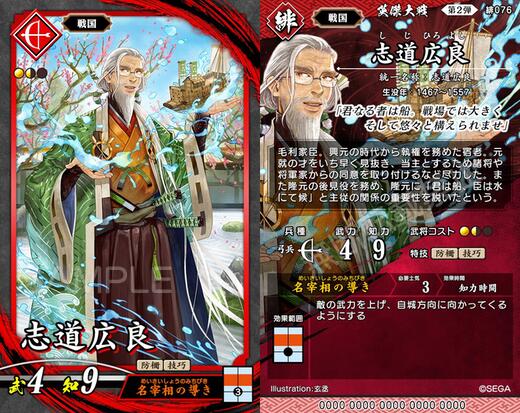 戦国
SAMPLE
志道広良
防柵 技巧
武4 知9
めいさいしょうのみちびき
名宰相の導き
3
緋
戦国
英傑大戦
第2弾
緋076
しじひろよし
志道広良
統一名称：志道広良
生没年：1467～1557
「君なる者は船。戦場では大きく
そして悠々と構えられませ」
毛利家臣。興元の時代から執権を務めた宿老。元
就の才をいち早く見抜き、当主とするため諸将や
将軍家からの同意を取り付けるなど尽力した。ま
た隆元の後見役を務め、隆元に「君は船、臣は水
にて候」と主従の関係の重要性を説いたという。
兵種 武力 知力 武将コスト
弓兵 4 9
特技 防柵 技巧
めいさいしょうのみちびき
名宰相の導き
必要士気 3
効果時間 知力時間
効果範囲
敵の武力を上げ、自城方向に向かってくる
ようにする
Illustration:玄丞
©SEGA
0000 0000 0000 0000 0000